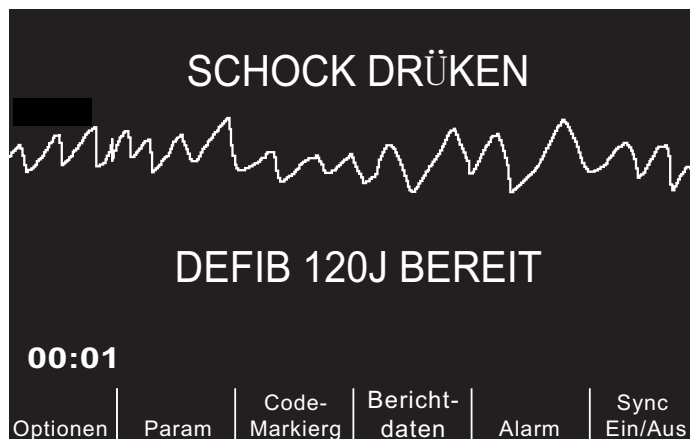 SCHOCK DRÜKEN
DEFIB 120J BEREIT
00:01
Optionen
Param
Code-
Markierg
Bericht-
daten
Alarm
Sync
Ein/Aus